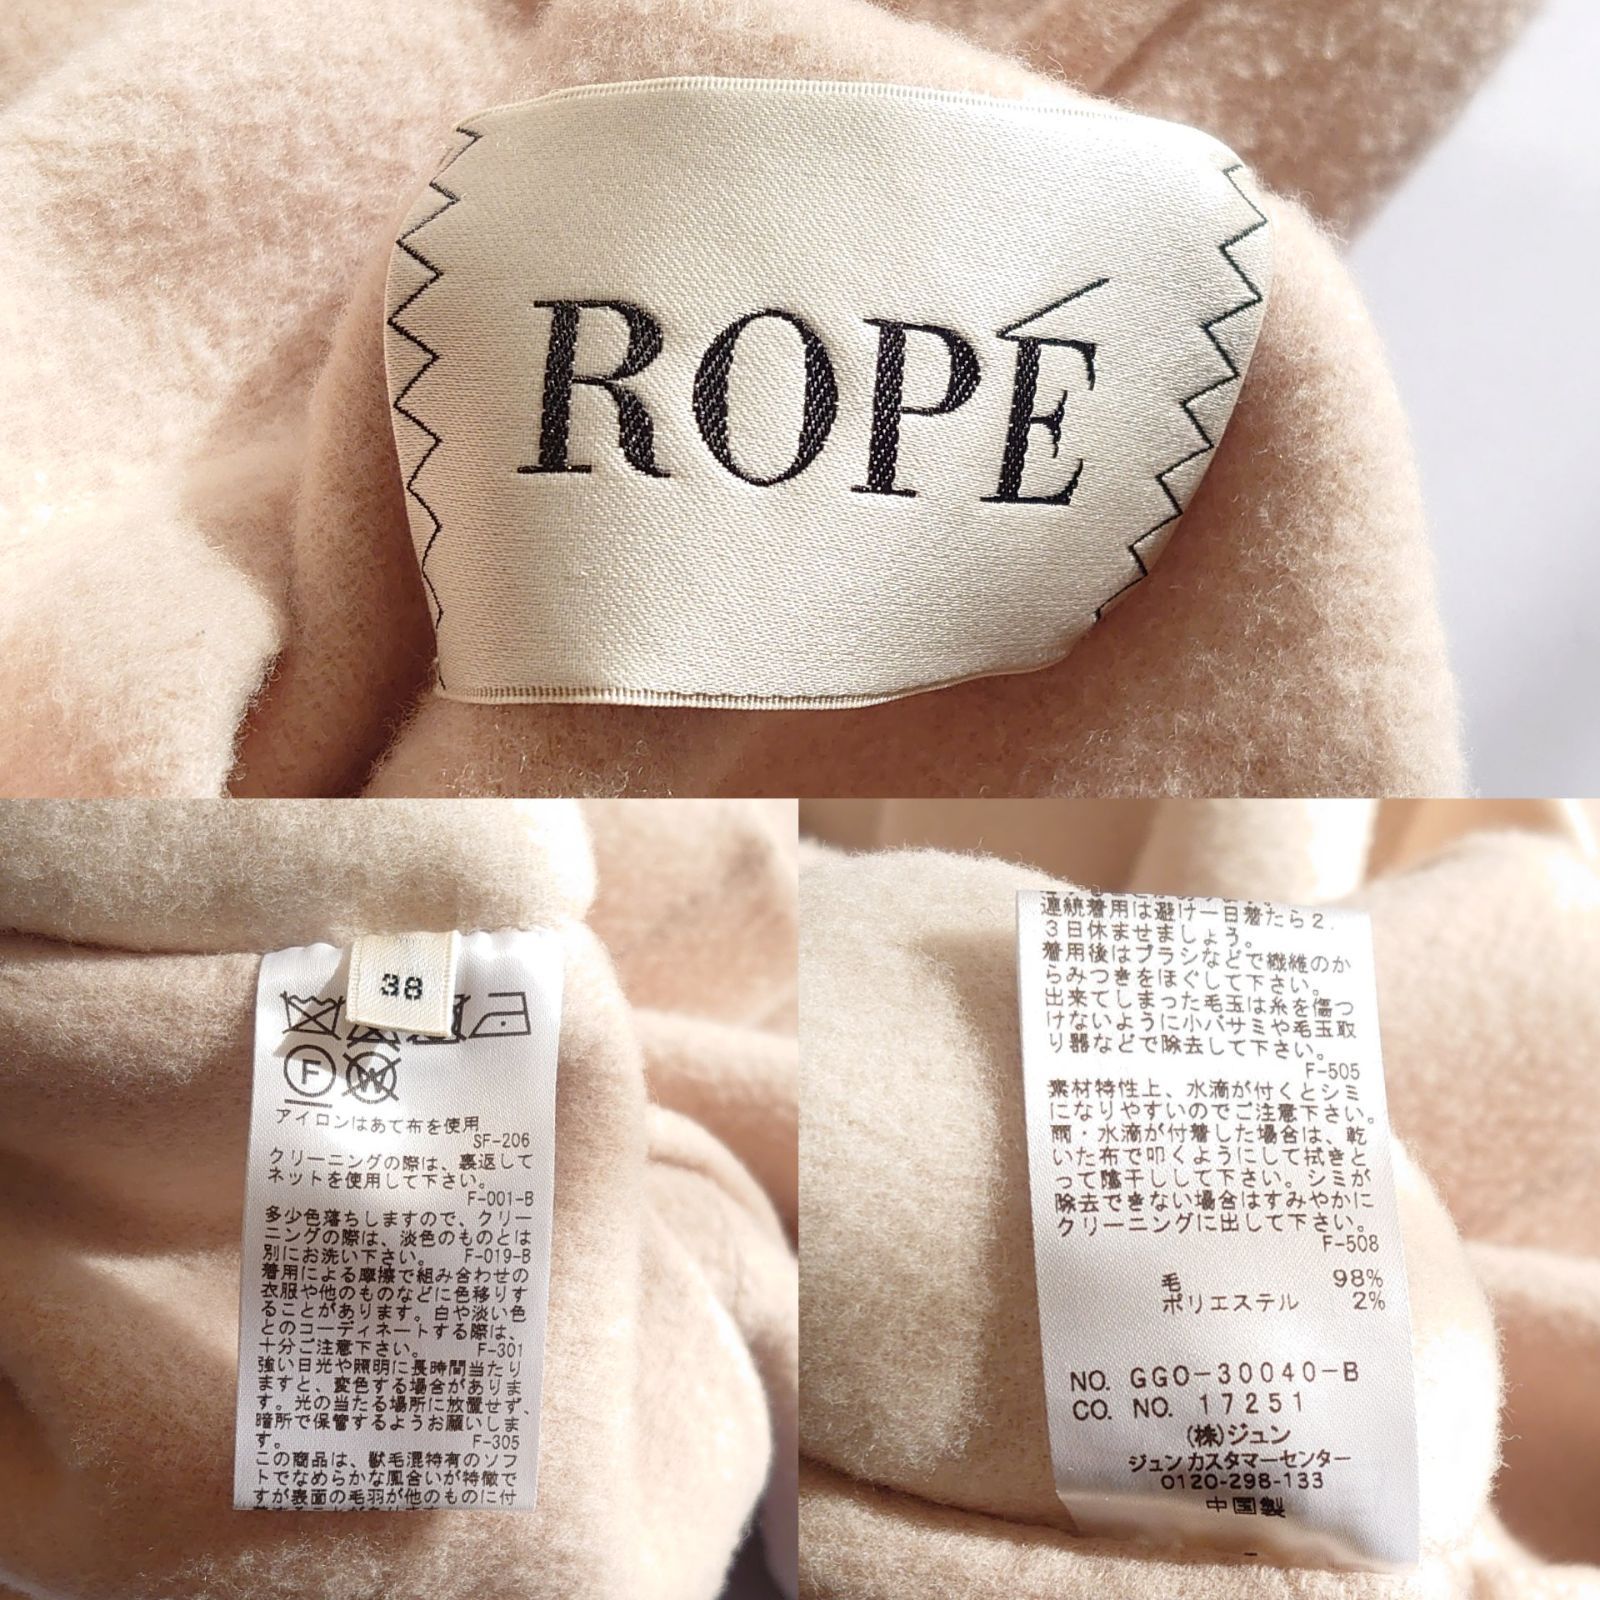 ROPÉ
38
F
W
アイロンはあて布を使用
SF-206
クリーニングの際は、裏返して
ネットを使用して下さい。
F-001-B
多少色落ちしますので、クリー
ニングの際は、淡色のものとは
別にお洗い下さい。 F-019-B
着用による摩擦で組み合わせの
衣服や他のものなどに色移りす
ることがあります。白や淡い色
とのコーディネートする際は、
十分ご注意下さい。 F-301
強い日光や照明に長時間当たり
ますと、変色する場合がありま
す。光の当たる場所に放置せず、
暗所で保管するようお願いしま
す。 F-305
この商品は、獣毛混特有のソフ
トでなめらかな風合いが特徴で
すが表面の毛羽が他のものに付
連続着用は避け一日着たら2.
3日休ませましょう。
着用後はブラシなどで繊維のか
らみつきをほぐして下さい。
出来てしまった毛玉は糸を傷つ
けないように小バサミや毛玉取
り器などで除去して下さい。
F-505
素材特性上、水滴が付くとシミ
になりやすいのでご注意下さい。
雨・水滴が付着した場合は、乾
いた布で叩くようにして拭きと
って陰干しして下さい。シミが
除去できない場合はすみやかに
クリーニングに出して下さい。
F-508
毛 98%
ポリエステル 2%
NO. GGO-30040-B
CO. NO. 17251
(株)ジュン
ジュン カスタマーセンター
0120-298-133
中国製